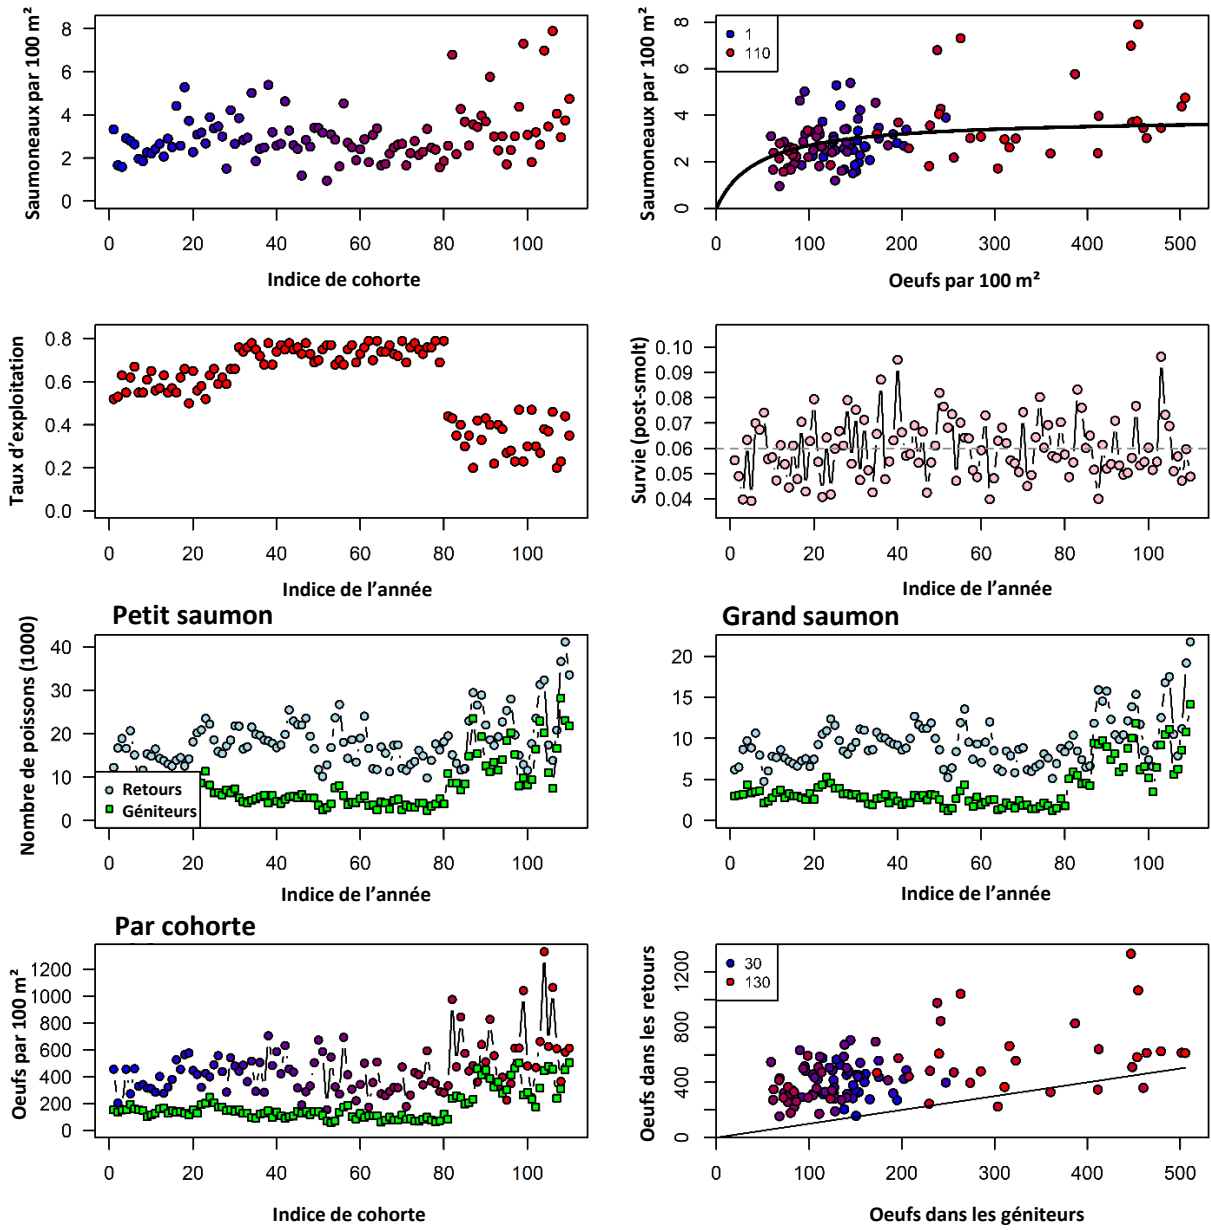 Saumoneaux par 100 m²
0 2 4 6 8
0 20 40 60 80 100
Indice de cohorte
Saumoneaux par 100 m²
0 2 4 6 8
1
110
0 100 200 300 400 500
Oeufs par 100 m²
Taux d'exploitation
0.0 0.2 0.4 0.6 0.8
0 20 40 60 80 100
Indice de l'année
Survie (post-smolt)
0.04 0.05 0.06 0.07 0.08 0.09 0.10
0 20 40 60 80 100
Indice de l'année
Petit saumon
Nombre de poissons (1000)
0 10 20 30 40
Retours
Géniteurs
0 20 40 60 80 100
Indice de l'année
Grand saumon
0 5 10 15 20
0 20 40 60 80 100
Indice de l'année
Par cohorte
Oeufs par 100 m²
0 200 400 600 800 1000 1200
0 20 40 60 80 100
Indice de cohorte
Oeufs dans les retours
0 400 800 1200
30
130
0 100 200 300 400 500
Oeufs dans les géniteurs